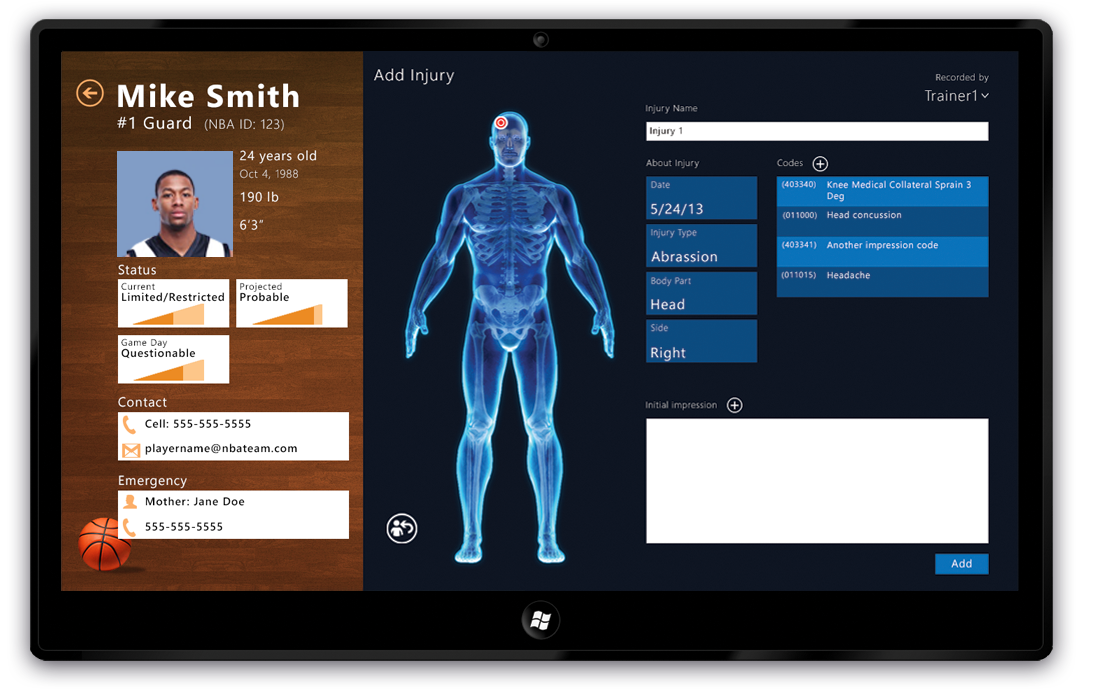 Mike Smith
#1 Guard (NBA ID: 123)
24 years old
Oct 4, 1988
190 lb
6'3"
Status
Current
Limited/Restricted
Projected
Probable
Game Day
Questionable
Contact
Cell: 555-555-5555
playername@nbateam.com
Emergency
Mother: Jane Doe
555-555-5555
Add Injury
Recorded by
Trainer1
Injury Name
Injury 1
About Injury
Date
5/24/13
Injury Type
Abrassion
Body Part
Head
Side
Right
Codes
(403340) Knee Medical Collateral Sprain 3
Deg
(011000) Head concussion
(403341) Another impression code
(011015) Headache
Initial impression
Add